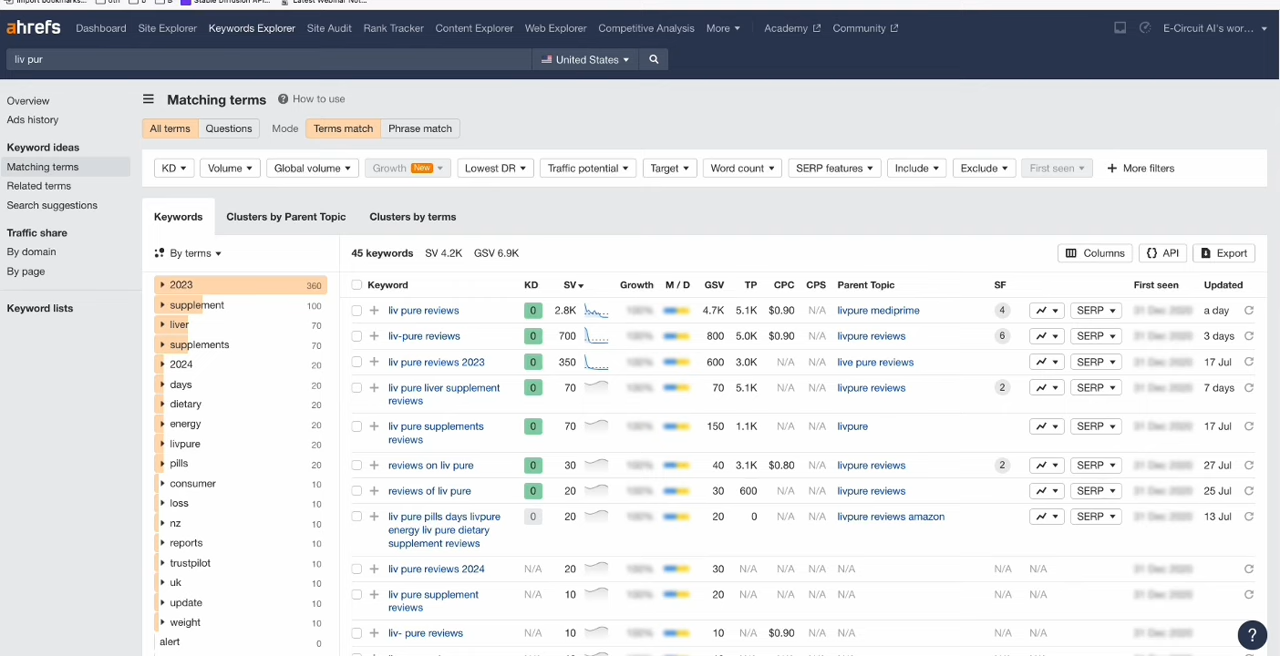 Import bookmarks...
Stable Diffusion API...
Latest Webinar Not...
ahrefs Dashboard Site Explorer Keywords Explorer Site Audit Rank Tracker Content Explorer Web Explorer Competitive Analysis More Academy Community E-Circuit AI's wor...
liv pur United States
Overview
Ads history
Keyword ideas
Matching terms
Related terms
Search suggestions
Traffic share
By domain
By page
Keyword lists
Matching terms ? How to use
All terms Questions Mode Terms match Phrase match
KD Volume Global volume Growth New Lowest DR Traffic potential Target Word count SERP features Include Exclude First seen + More filters
Keywords Clusters by Parent Topic Clusters by terms
By terms
2023 360
supplement 100
liver 70
supplements 70
2024 20
days 20
dietary 20
energy 20
livpure 20
pills 20
consumer 10
loss 10
nz 10
reports 10
trustpilot 10
uk 10
update 10
weight 10
alert 0
45 keywords SV 4.2K GSV 6.9K Columns {} API Export
Keyword KD SV Growth M / D GSV TP CPC CPS Parent Topic SF First seen Updated
+ liv pure reviews 0 2.8K 4.7K 5.1K $0.90 N/A livpure mediprime 4 SERP a day
+ liv-pure reviews 0 700 800 5.0K $0.90 N/A livpure reviews 6 SERP 3 days
+ liv pure reviews 2023 0 350 600 3.0K N/A N/A live pure reviews SERP 17 Jul
+ liv pure liver supplement reviews 0 70 70 5.1K N/A N/A livpure reviews 2 SERP 7 days
+ liv pure supplements reviews 0 70 150 1.1K N/A N/A livpure SERP 17 Jul
+ reviews on liv pure 0 30 40 3.1K $0.80 N/A livpure reviews 2 SERP 27 Jul
+ reviews of liv pure 0 20 30 600 N/A N/A livpure reviews SERP 25 Jul
+ liv pure pills days livpure energy liv pure dietary supplement reviews 0 20 20 0 N/A N/A livpure reviews amazon SERP 13 Jul
+ liv pure reviews 2024 N/A 20 30 N/A N/A N/A N/A N/A N/A
+ liv pure supplement reviews N/A 10 20 N/A N/A N/A N/A N/A N/A
+ liv- pure reviews N/A 10 10 N/A $0.90 N/A N/A N/A N/A
?